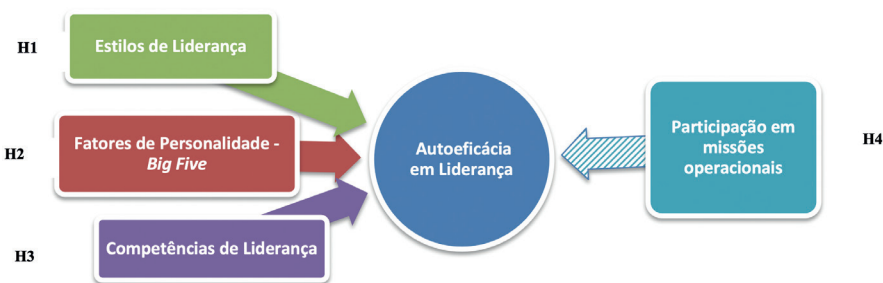 H1
Estilos de Liderança
H2
Fatores de Personalidade -
Big Five
H3
Competências de Liderança
Autoeficácia
em Liderança
Participação em
missões
operacionais
H4